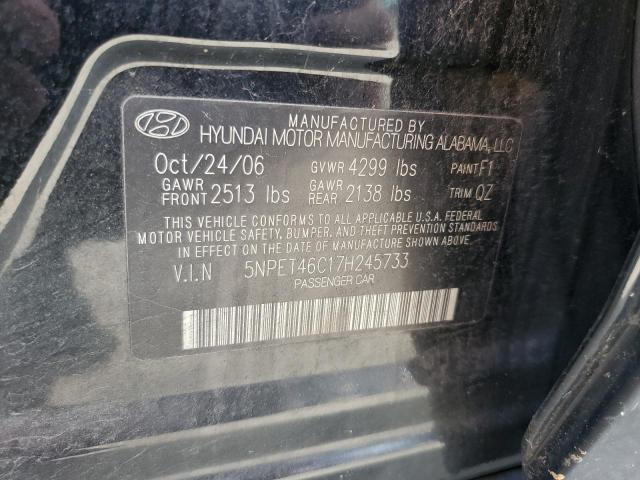 MANUFACTURED BY
HYUNDAI MOTOR MANUFACTURING ALABAMA, LLC
Oct/24/06 GVWR 4299 lbs PAINT F1
GAWR FRONT 2513 lbs GAWR REAR 2138 lbs TRIM QZ
THIS VEHICLE CONFORMS TO ALL APPLICABLE U.S.A. FEDERAL
MOTOR VEHICLE SAFETY, BUMPER, AND THEFT PREVENTION STANDARDS
IN EFFECT ON THE DATE OF MANUFACTURE SHOWN ABOVE.
V.I.N 5NPET46C17H245733
PASSENGER CAR